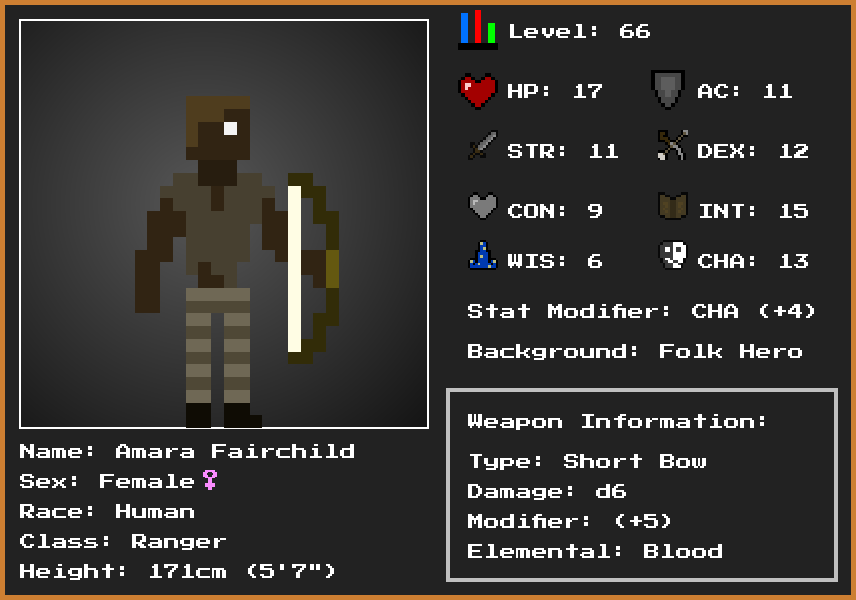 Level: 66
HP: 17
AC: 11
STR: 11
DEX: 12
CON: 9
INT: 15
WIS: 6
CHA: 13
Stat Modifier: CHA (+4)
Background: Folk Hero
Weapon Information:
Type: Short Bow
Damage: d6
Modifier: (+5)
Elemental: Blood
Name: Amara Fairchild
Sex: Female♀
Race: Human
Class: Ranger
Height: 171cm (5'7")